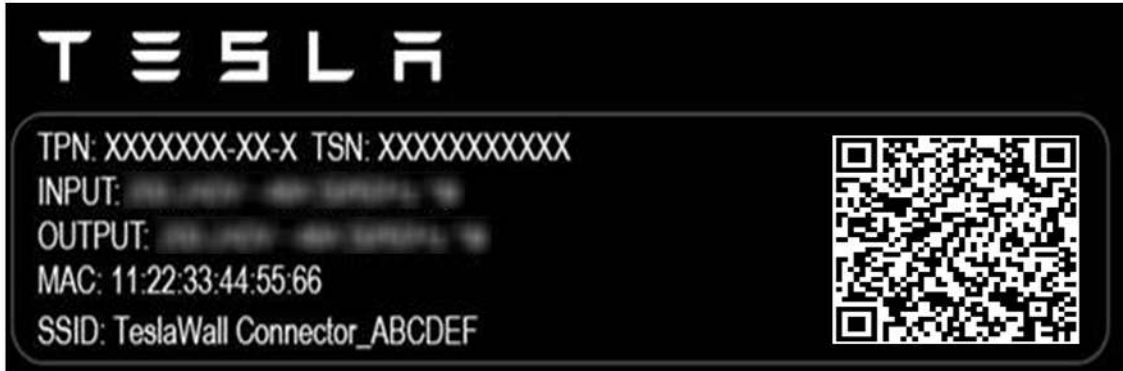 TESLA
TPN: XXXXXXX-XX-X TSN: XXXXXXXXXXX
INPUT:
OUTPUT:
MAC: 11:22:33:44:55:66
SSID: TeslaWall Connector_ABCDEF